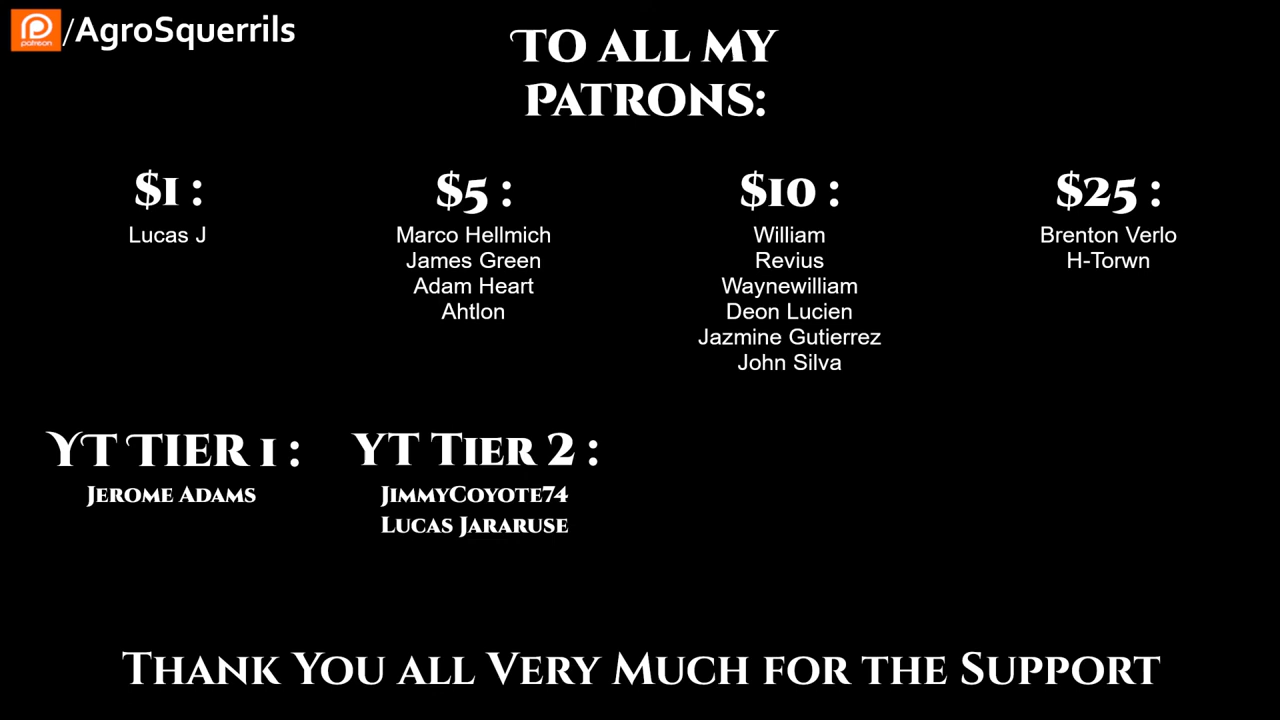 patreon
/AgroSquerrils
To all my
Patrons:
$1 :
Lucas J
$5 :
Marco Hellmich
James Green
Adam Heart
Ahtlon
$10 :
William
Revius
Waynewilliam
Deon Lucien
Jazmine Gutierrez
John Silva
$25 :
Brenton Verlo
H-Torwn
YT Tier 1 :
Jerome Adams
YT Tier 2 :
JimmyCoyote74
Lucas Jararuse
Thank You all Very Much for the Support